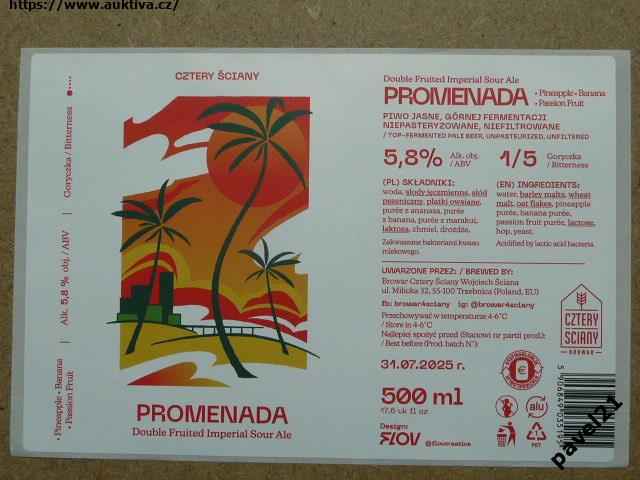 https://www.auktiva.cz/
Goryczka / Bitterness
Alk. 5,8 % obj. / ABV
• Pineapple • Banana
• Passion Fruit
CZTERY ŚCIANY
PROMENADA
Double Fruited Imperial Sour Ale
Double Fruited Imperial Sour Ale
PROMENADA
• Pineapple • Banana
• Passion Fruit
PIWO JASNE, GÓRNEJ FERMENTACJI
NIEPASTERYZOWANE, NIEFILTROWANE
/ TOP-FERMENTED PALE BEER, UNPASTEURIZED, UNFILTERED
5,8% Alk. obj. / ABV
1/5 Goryczka / Bitterness
(PL) SKŁADNIKI:
woda, słody jęczmienne, słód
pszeniczny, płatki owsiane,
purée z ananasa, purée
z banana, purée z marakui,
laktoza, chmiel, drożdże.
Zakwaszane bakteriami kwasu
mlekowego.
(EN) INGREDIENTS:
water, barley malts, wheat
malt, oat flakes, pineapple
purée, banana purée,
passion fruit purée, lactose,
hop, yeast.
Acidified by lactic acid bacteria.
UWARZONE PRZEZ: / BREWED BY:
Browar Cztery Ściany Wojciech Ściana
ul. Milicka 32, 55-100 Trzebnica (Poland, EU)
fb: browar4sciany ig: @browar4sciany
Przechowywać w temperaturze 4-6°C
/ Store in 4-6°C
Najlepiej spożyć przed (Stanowi nr partii prod.):
/ Best before (Prod. batch N°):
31.07.2025 r.
500 ml
17.6 uk fl oz
Design:
FLOV @flovcreative
CZTERY
ŚCIANY
BROWAR
alu
1
PET
5 906849 035195
pavel21